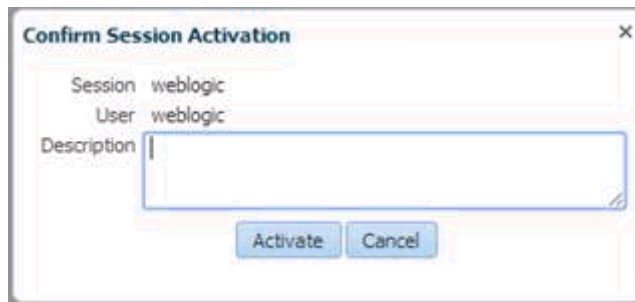 Confirm Session Activation
Session weblogic
User weblogic
Description
Activate Cancel